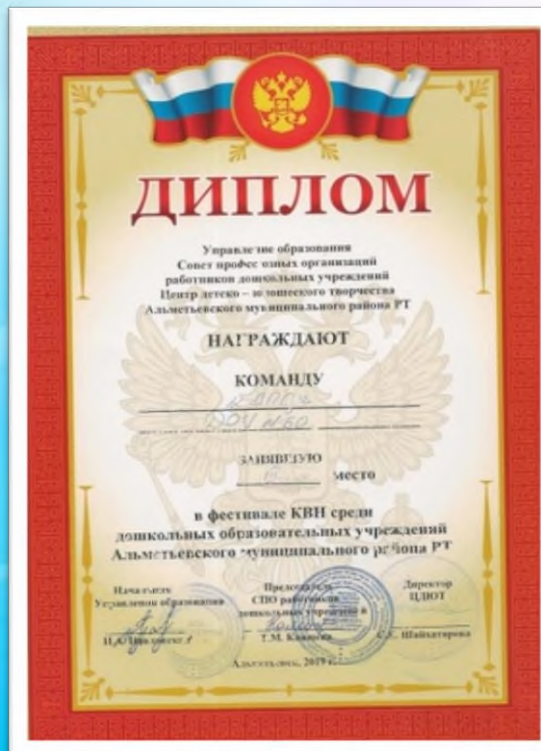 ДИПЛОМ
Управление образования
Совет профсоюзных организаций
работников дошкольных учреждений
Центр детско – юношеского творчества
Альметьевского муниципального района РТ
НАГРАЖДАЮТ
КОМАНДУ
ДОУ №60
ЗАНЯВШУЮ
место
в фестивале КВН среди
дошкольных образовательных учреждений
Альметьевского муниципального района РТ
Начальник
Управления образования
Председатель
СПО работников
дошкольных учреждений
Директор
ЦДЮТ
Т.М.
Шайхатарова
Альметьевск, 2019 г.